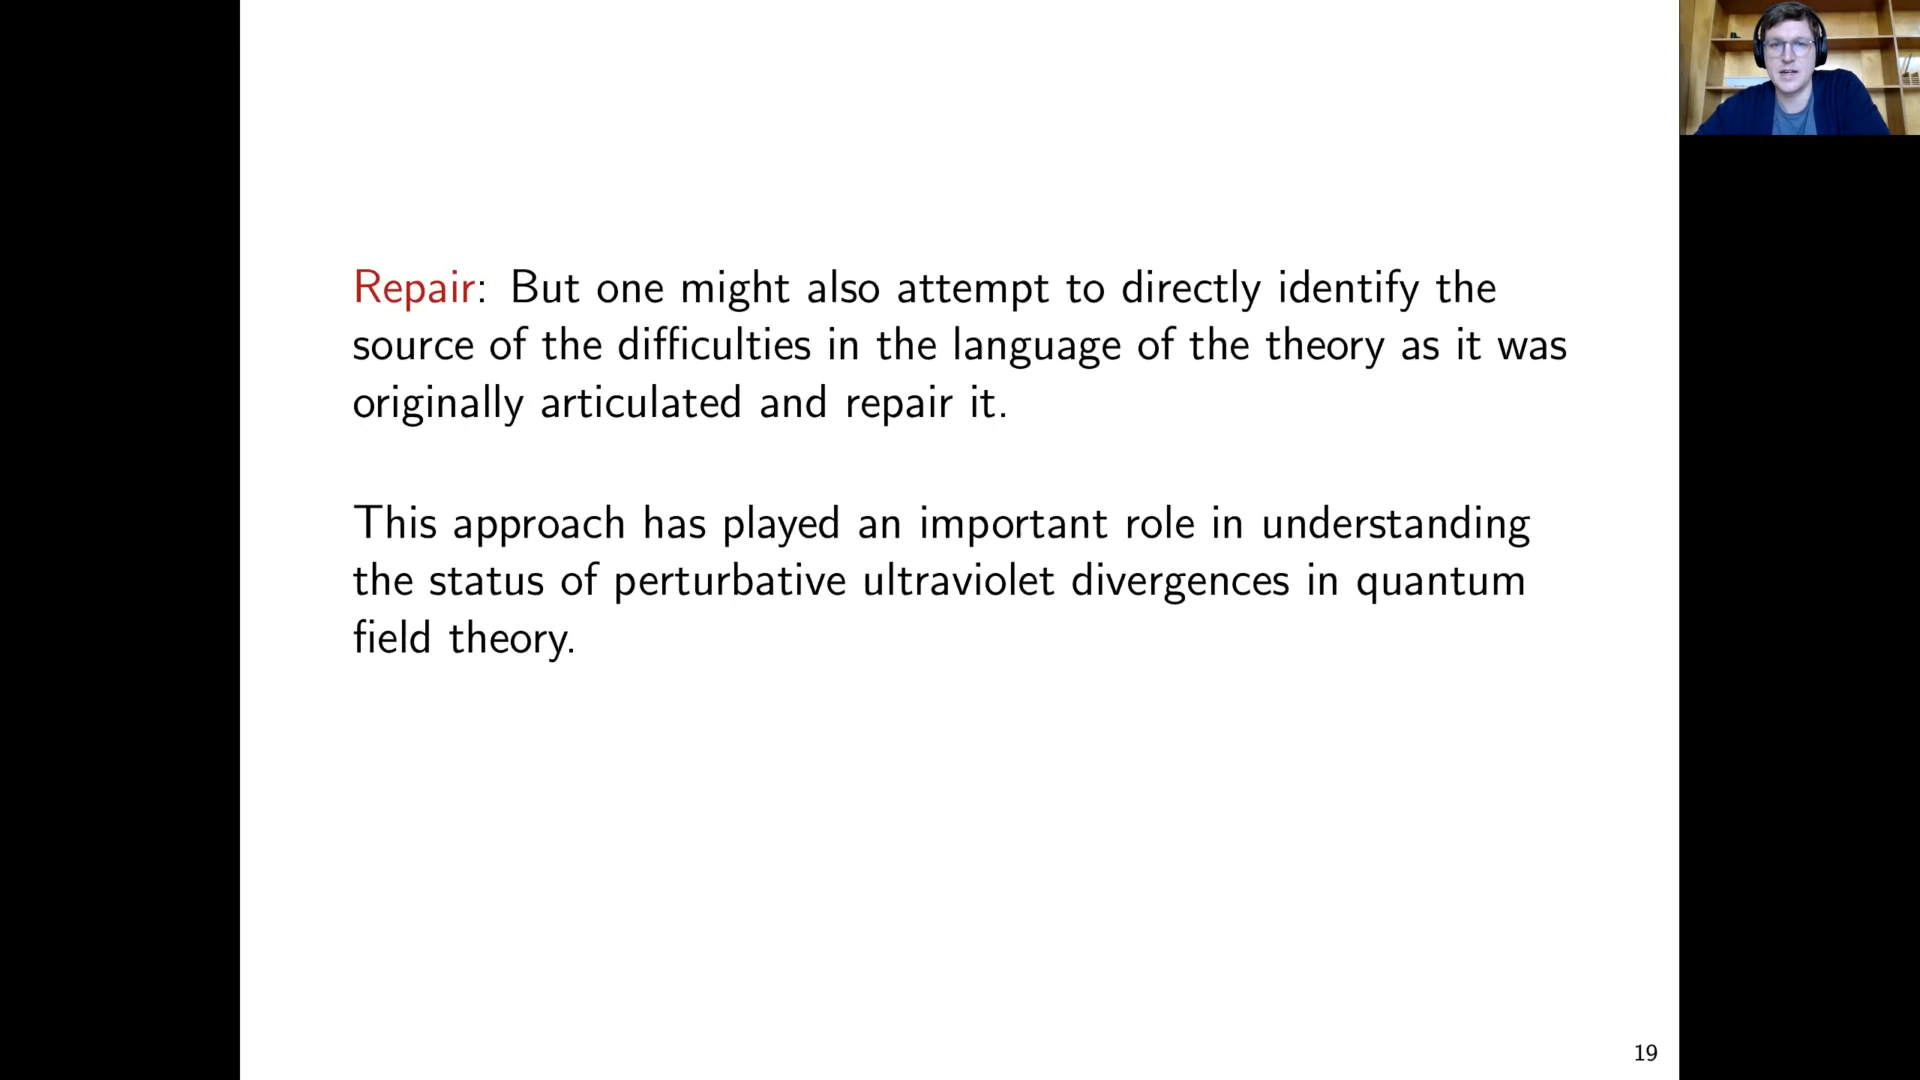 Repair: But one might also attempt to directly identify the
source of the difficulties in the language of the theory as it was
originally articulated and repair it.
This approach has played an important role in understanding
the status of perturbative ultraviolet divergences in quantum
field theory.
19